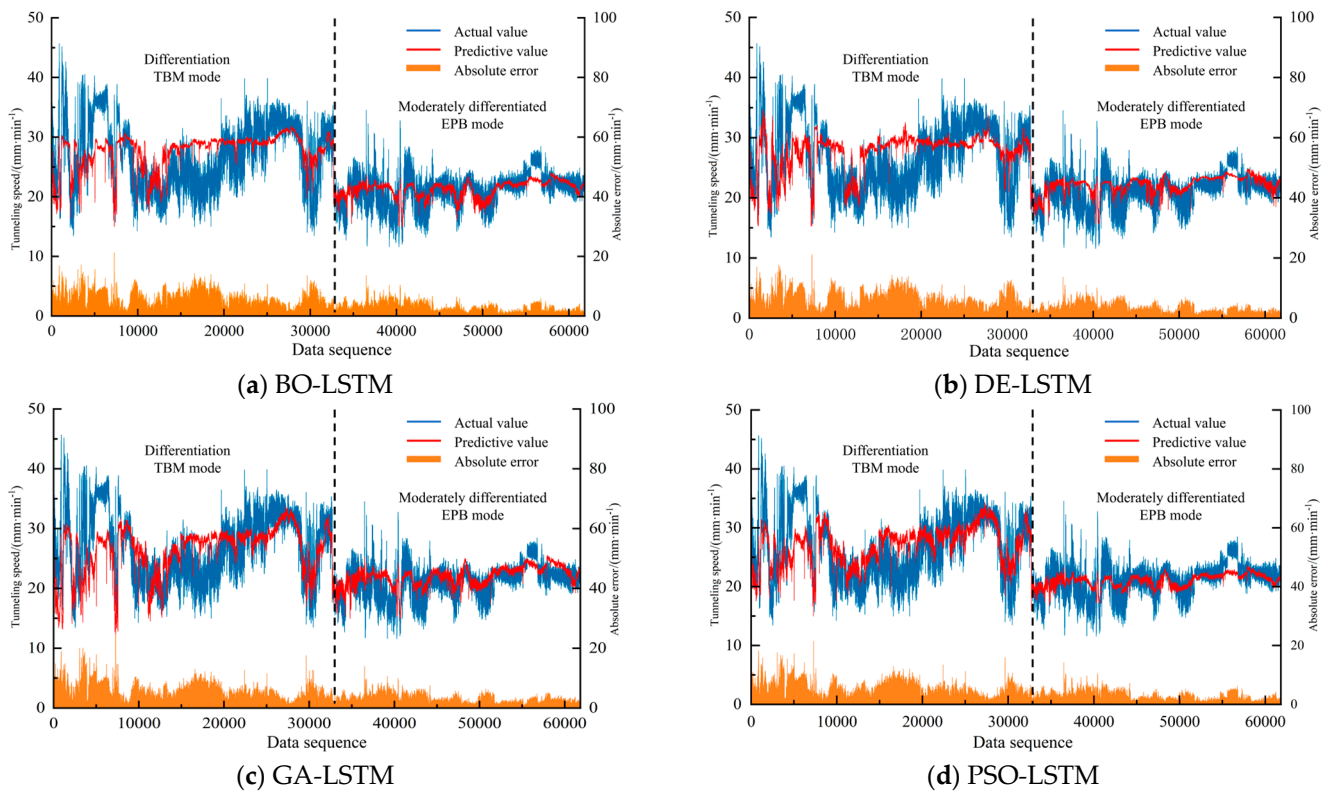 50
40
30
20
10
0
Tunneling speed/(mm·min⁻¹)
Differentiation
TBM mode
Actual value
Predictive value
Absolute error
Moderately differentiated
EPB mode
100
80
60
40
20
0
Absolute error/(mm·min⁻¹)
0 10000 20000 30000 40000 50000 60000
Data sequence
(a) BO-LSTM
50
40
30
20
10
0
Tunneling speed/(mm·min⁻¹)
Differentiation
TBM mode
Actual value
Predictive value
Absolute error
Moderately differentiated
EPB mode
100
80
60
40
20
0
Absolute error/(mm·min⁻¹)
0 10000 20000 30000 40000 50000 60000
Data sequence
(b) DE-LSTM
50
40
30
20
10
0
Tunneling speed/(mm·min⁻¹)
Differentiation
TBM mode
Actual value
Predictive value
Absolute error
Moderately differentiated
EPB mode
100
80
60
40
20
0
Absolute error/(mm·min⁻¹)
0 10000 20000 30000 40000 50000 60000
Data sequence
(c) GA-LSTM
50
40
30
20
10
0
Tunneling speed/(mm·min⁻¹)
Differentiation
TBM mode
Actual value
Predictive value
Absolute error
Moderately differentiated
EPB mode
100
80
60
40
20
0
Absolute error/(mm·min⁻¹)
0 10000 20000 30000 40000 50000 60000
Data sequence
(d) PSO-LSTM